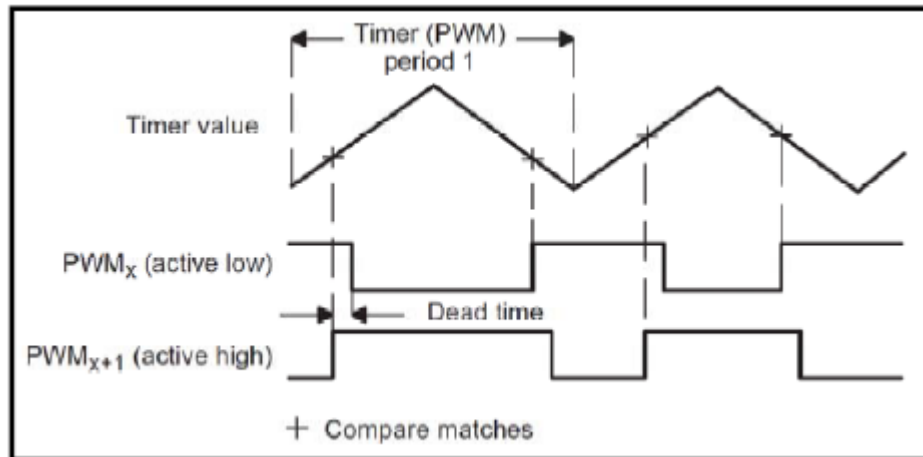 Timer (PWM)
period 1
Timer value
PWMx (active low)
Dead time
PWMx+1 (active high)
+ Compare matches